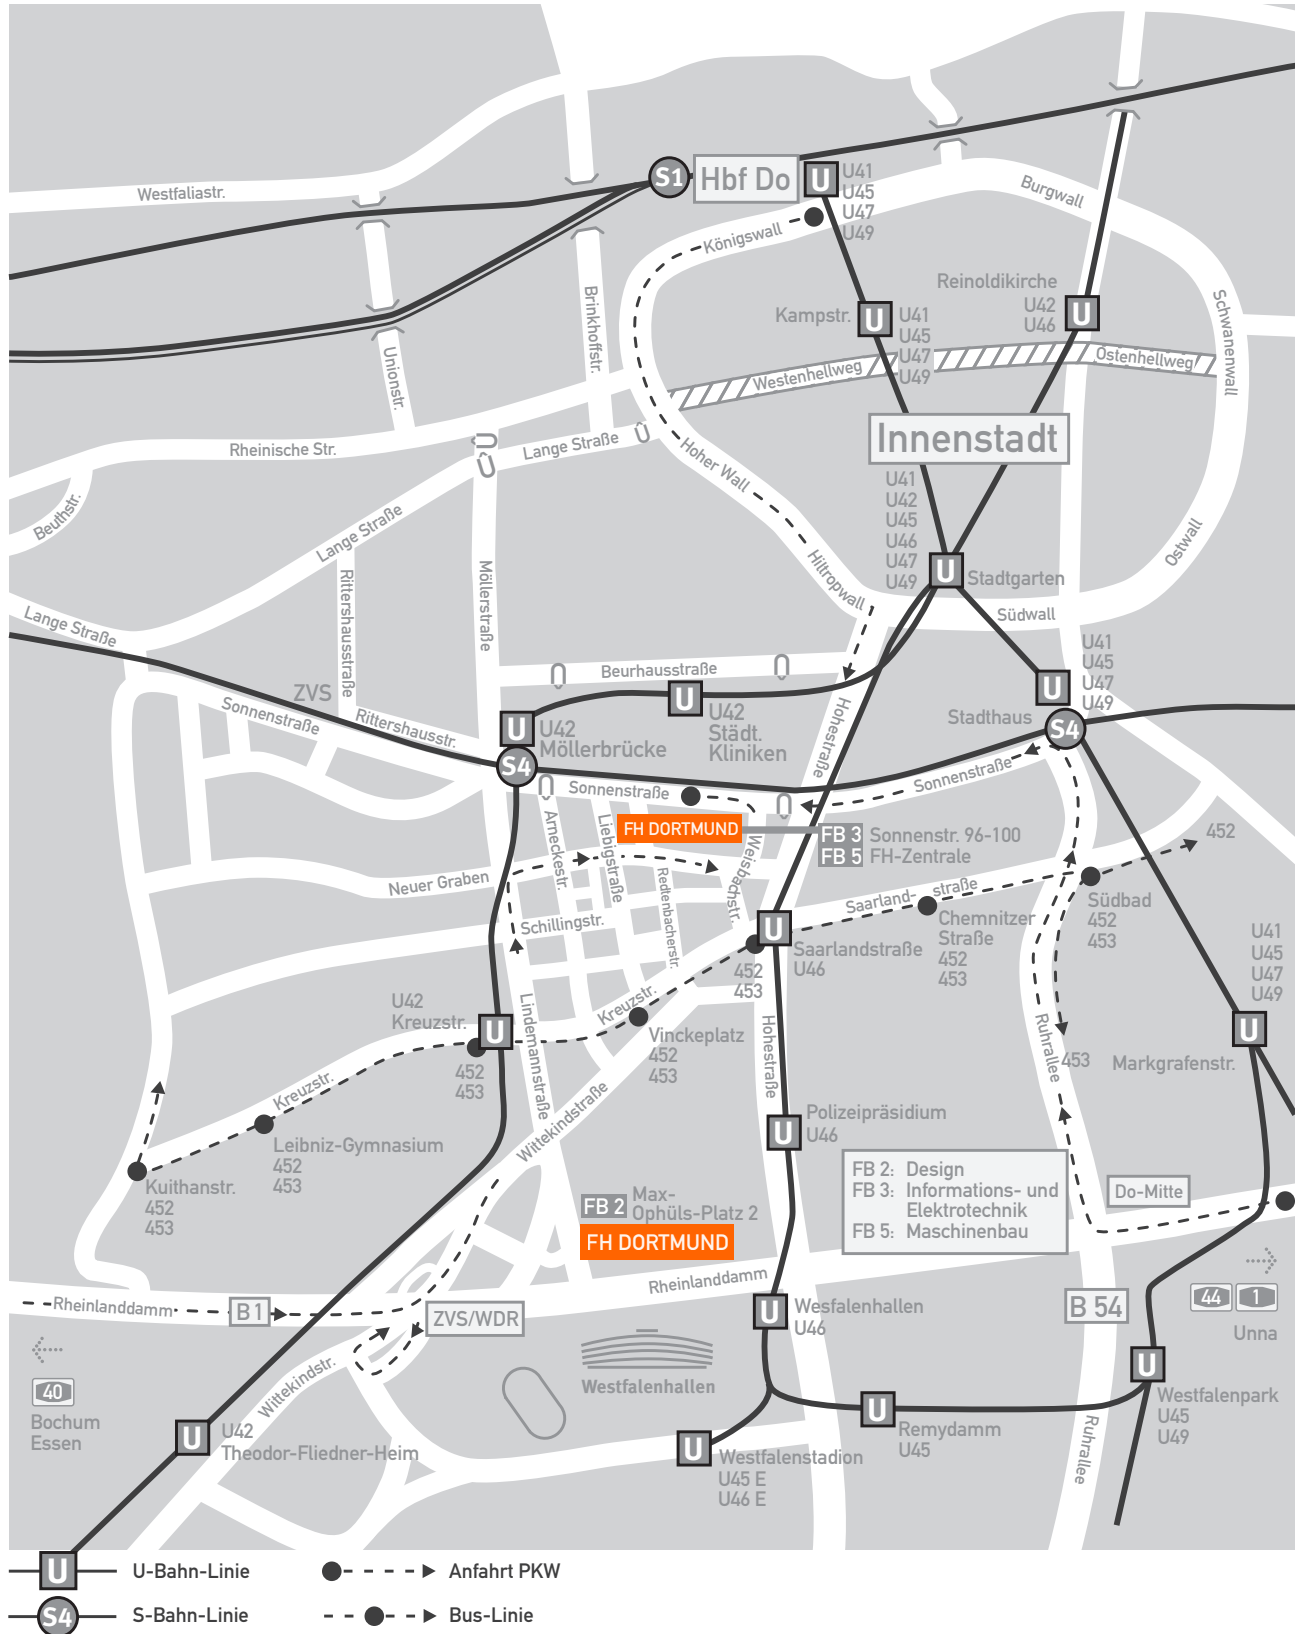 Westfaliastr.
S1
Hbf Do
U
U41
U45
U47
U49
Burgwall
Königswall
Reinoldikirche
U42
U46
U
Kampstr.
U
U41
U45
U47
U49
Schwanenwall
Brinkhoffstr.
Unionstr.
Westenhellweg
Ostenhellweg
Innenstadt
Rheinische Str.
Lange Straße
Hoher Wall
Beuthstr.
Lange Straße
U41
U42
U45
U46
U47
U49
U
Stadtgarten
Ostwall
Hiltropwall
Südwall
Rittershausstraße
Möllerstraße
Lange Straße
Beurhausstraße
U41
U45
U47
U49
U
Stadthaus
S4
ZVS
Sonnenstraße
Rittershausstr.
U
U42
Möllerbrücke
S4
U
U42
Städt.
Kliniken
Hohestraße
Sonnenstraße
Sonnenstraße
FH DORTMUND
FB 3
Sonnenstr. 96-100
FB 5
FH-Zentrale
452
Arneckestr.
Liebigstraße
Redtenbacherstr.
Weisbachstr.
Neuer Graben
Schillingstr.
Saarland-
straße
Südbad
452
453
Chemnitzer
Straße
452
453
U
Saarlandstraße
U46
452
453
U41
U45
U47
U49
U
Markgrafenstr.
U42
Kreuzstr.
U
452
453
Lindemannstraße
Kreuzstr.
Vinckeplatz
452
453
Hohestraße
Ruhrallee
453
Kreuzstr.
Leibniz-Gymnasium
452
453
Kuithanstr.
452
453
Wittekindstraße
U
Polizeipräsidium
U46
FB 2: Design
FB 3: Informations- und
Elektrotechnik
FB 5: Maschinenbau
Do-Mitte
FB 2
Max-
Ophüls-Platz 2
FH DORTMUND
Rheinlanddamm
Rheinlanddamm
B 1
ZVS/WDR
U
Wesfalenhallen
U46
B 54
44
1
Unna
40
Bochum
Essen
Wittekindstr.
Westfalenhallen
U
U42
Theodor-Fliedner-Heim
U
Westfalenpark
U45
U49
U
Remydamm
U45
U
Westfalenstadion
U45 E
U46 E
Ruhrallee
U
U-Bahn-Linie
Anfahrt PKW
S4
S-Bahn-Linie
Bus-Linie